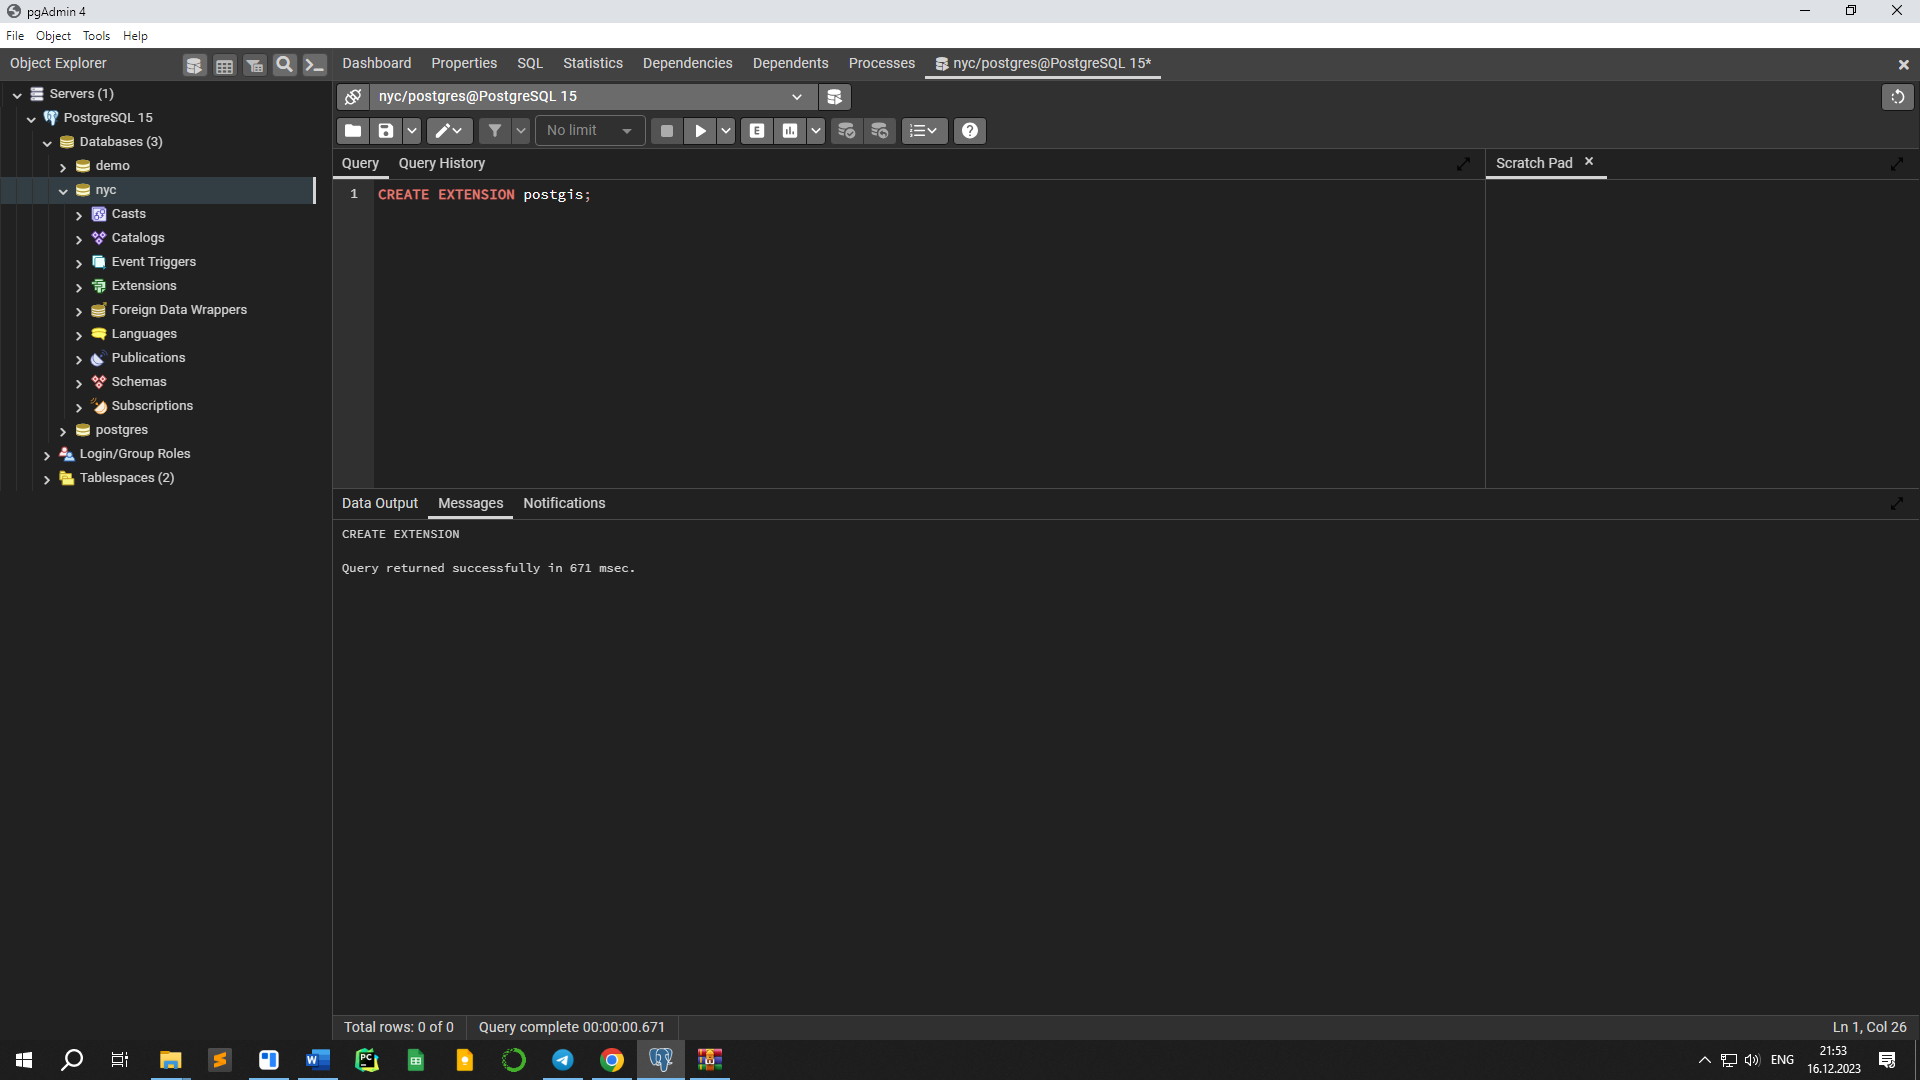 pgAdmin 4
File Object Tools Help
Object Explorer
Dashboard Properties SQL Statistics Dependencies Dependents Processes nyc/postgres@PostgreSQL 15*
Servers (1)
PostgreSQL 15
Databases (3)
demo
nyc
Casts
Catalogs
Event Triggers
Extensions
Foreign Data Wrappers
Languages
Publications
Schemas
Subscriptions
postgres
Login/Group Roles
Tablespaces (2)
nyc/postgres@PostgreSQL 15
No limit
E
Query Query History
Scratch Pad
1 CREATE EXTENSION postgis;
Data Output Messages Notifications
CREATE EXTENSION
Query returned successfully in 671 msec.
Total rows: 0 of 0 Query complete 00:00:00.671
Ln 1, Col 26
W
PC
ENG
21:53
16.12.2023